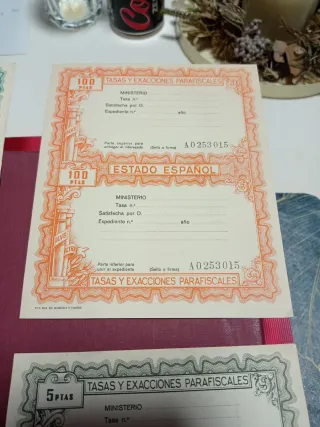 100
PTAS
TASAS Y EXACCIONES PARAFISCALES
MINISTERIO
Tasa n.º
Satisfecha por D.
Expediente n.º año
Parte superior para
entregar al interesado
(Sello o firma)
A0253015
ESTADO ESPAÑOL
100
PTAS
MINISTERIO
Tasa n.º
Satisfecha por D.
Expediente n.º año
Parte inferior para
unir al expediente
(Sello o firma)
A0253015
TASAS Y EXACCIONES PARAFISCALES
5 PTAS
TASAS Y EXACCIONES PARAFISCALES
MINISTERIO
Tasa n.º